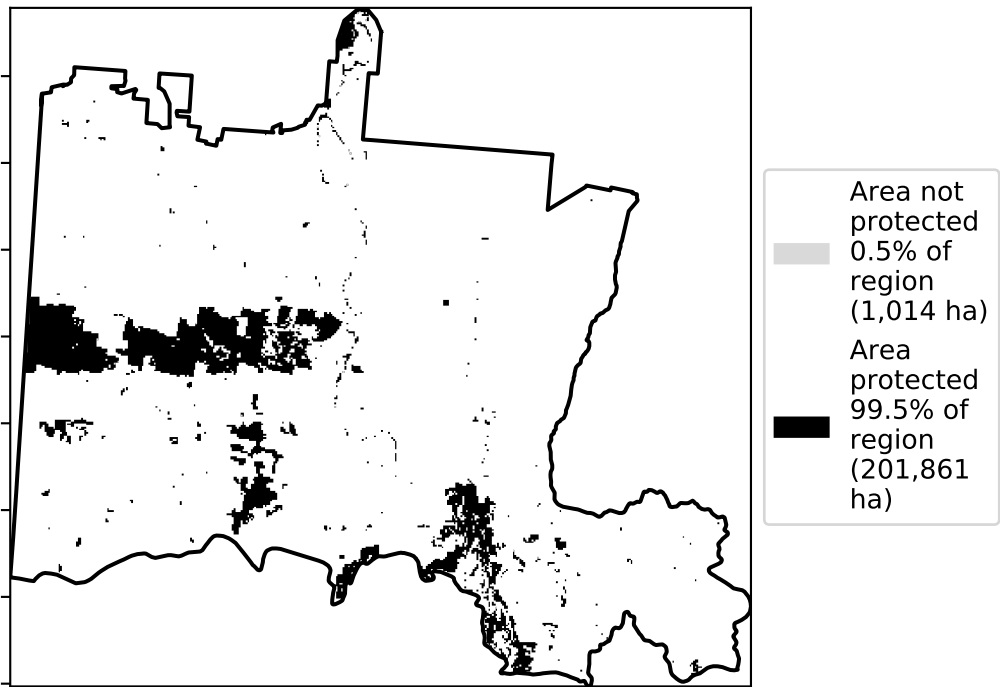 Area not
protected
0.5% of
region
(1,014 ha)
Area
protected
99.5% of
region
(201,861
ha)